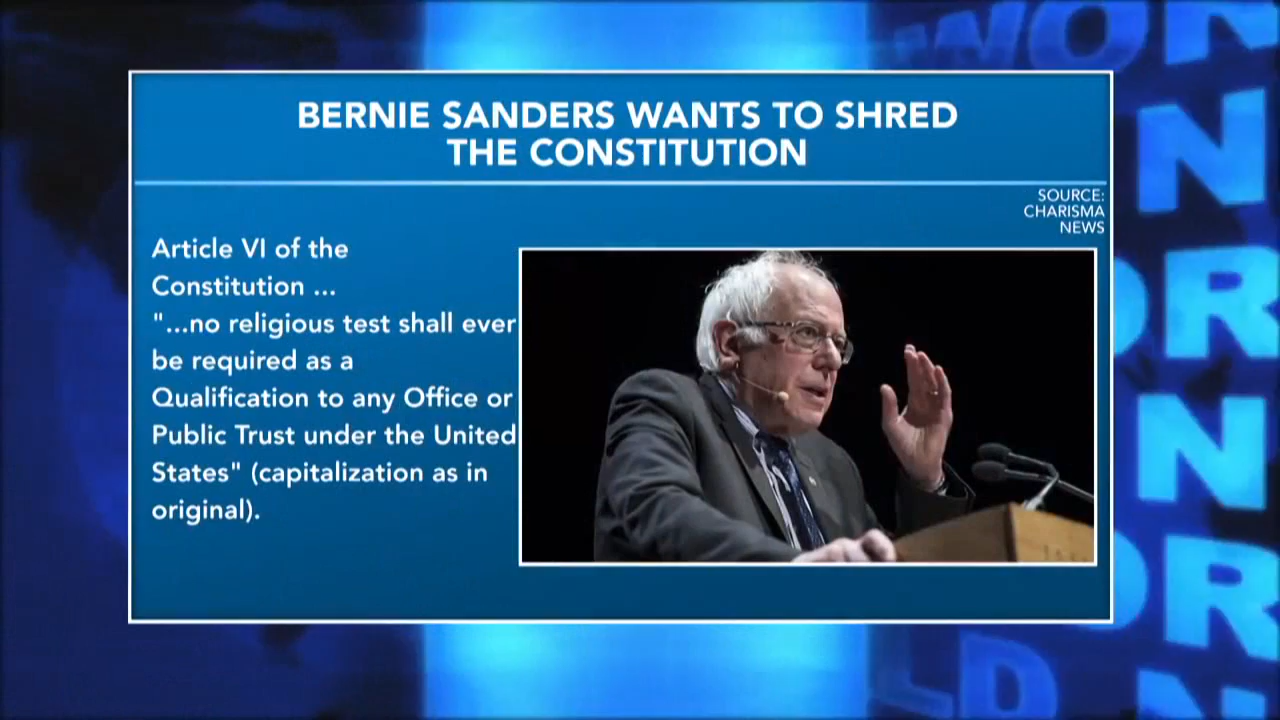 BERNIE SANDERS WANTS TO SHRED
THE CONSTITUTION
SOURCE:
CHARISMA
NEWS
Article VI of the
Constitution ...
"...no religious test shall ever
be required as a
Qualification to any Office or
Public Trust under the United
States" (capitalization as in
original).